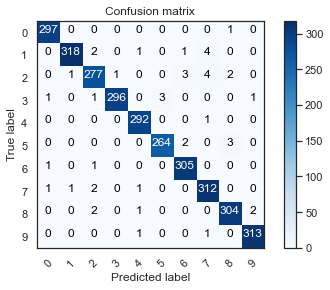 Confusion matrix
0 297 0 0 0 0 0 0 0 1 0
1 0 318 2 0 1 0 1 4 0 0
2 0 1 277 1 0 0 3 4 2 0
3 1 0 1 296 0 3 0 0 0 1
4 0 0 0 0 292 0 0 1 0 0
5 0 0 0 0 0 264 2 0 3 0
6 1 0 1 0 0 0 305 0 0 0
7 1 1 2 0 1 0 0 312 0 0
8 0 0 2 0 1 0 0 0 304 2
9 0 0 0 0 1 0 0 1 0 313
0 1 2 3 4 5 6 7 8 9
Predicted label
True label
300
250
200
150
100
50
0